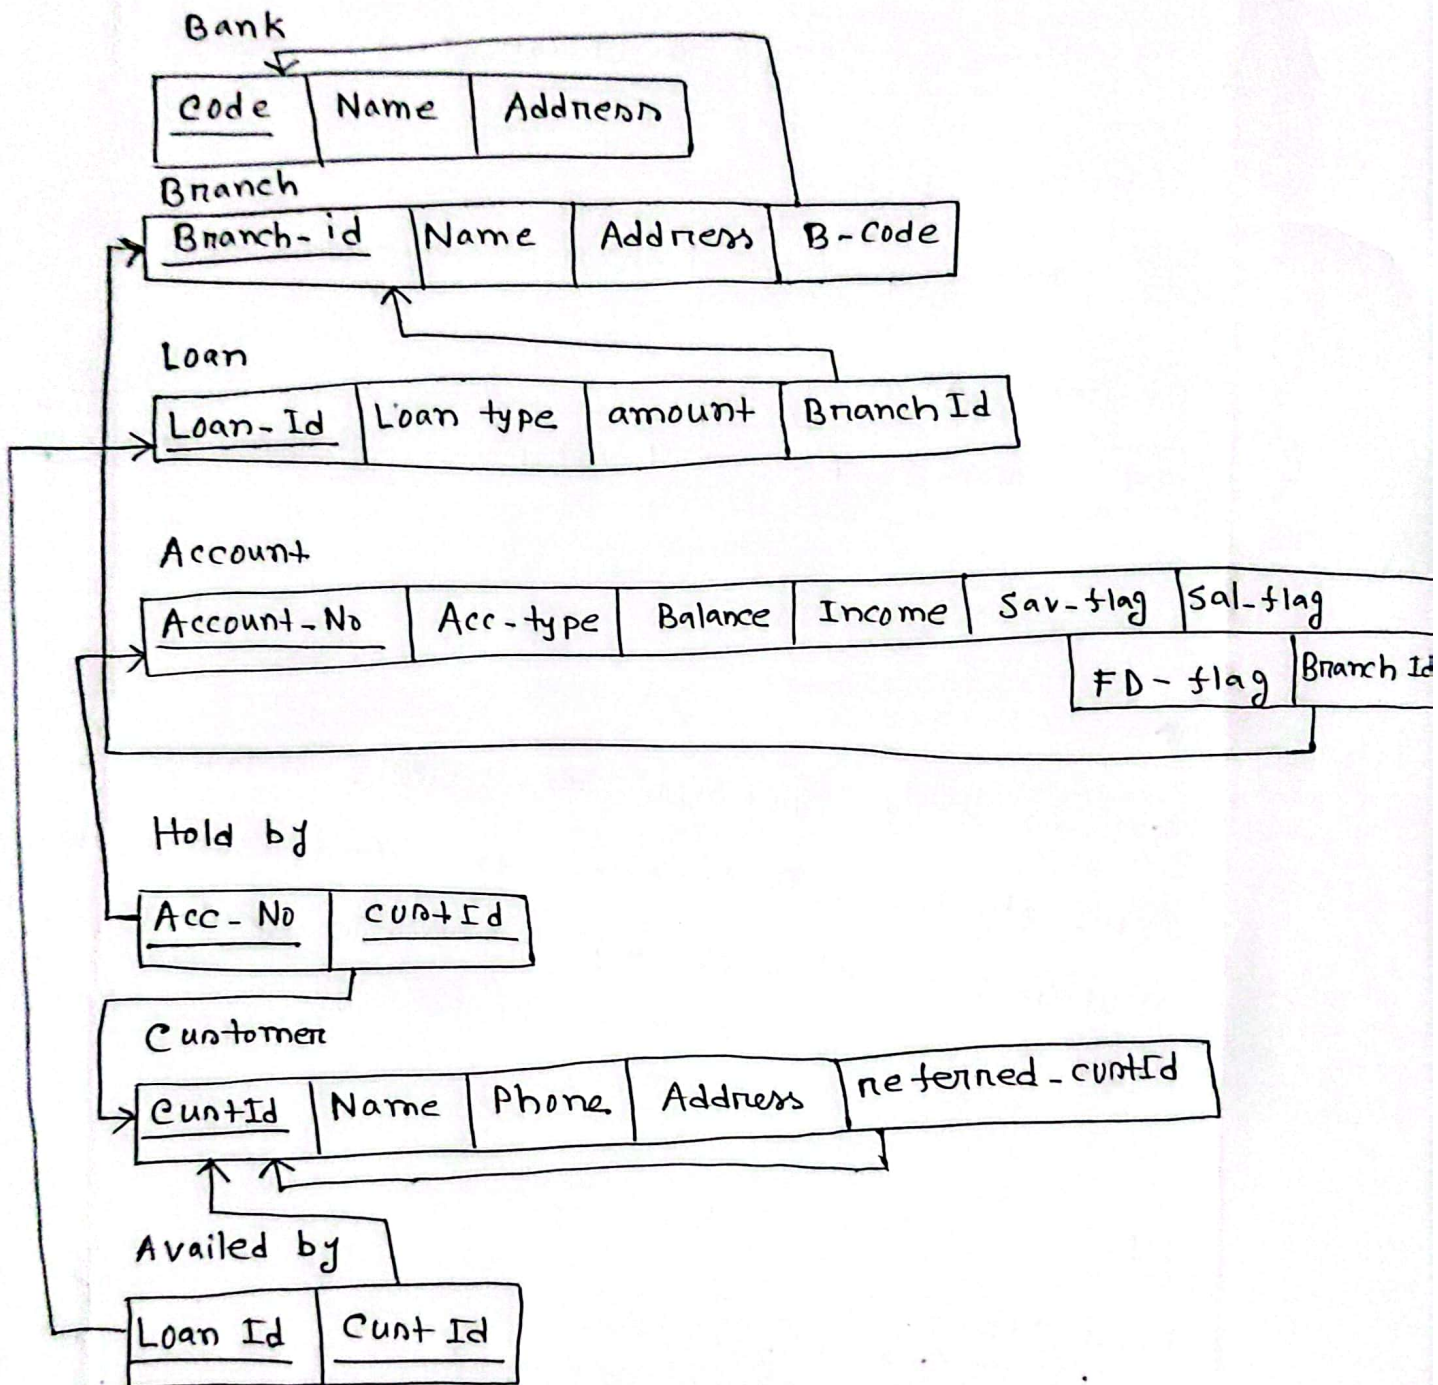 Bank
Code Name Address
Branch
Branch-id Name Address B-Code
Loan
Loan-Id Loan type amount Branch Id
Account
Account-No Acc-type Balance Income Sav-flag Sal-flag
FD-flag Branch Id
Hold by
Acc-No custId
Customer
CustId Name Phone Address referred-custId
Availed by
Loan Id Cust Id